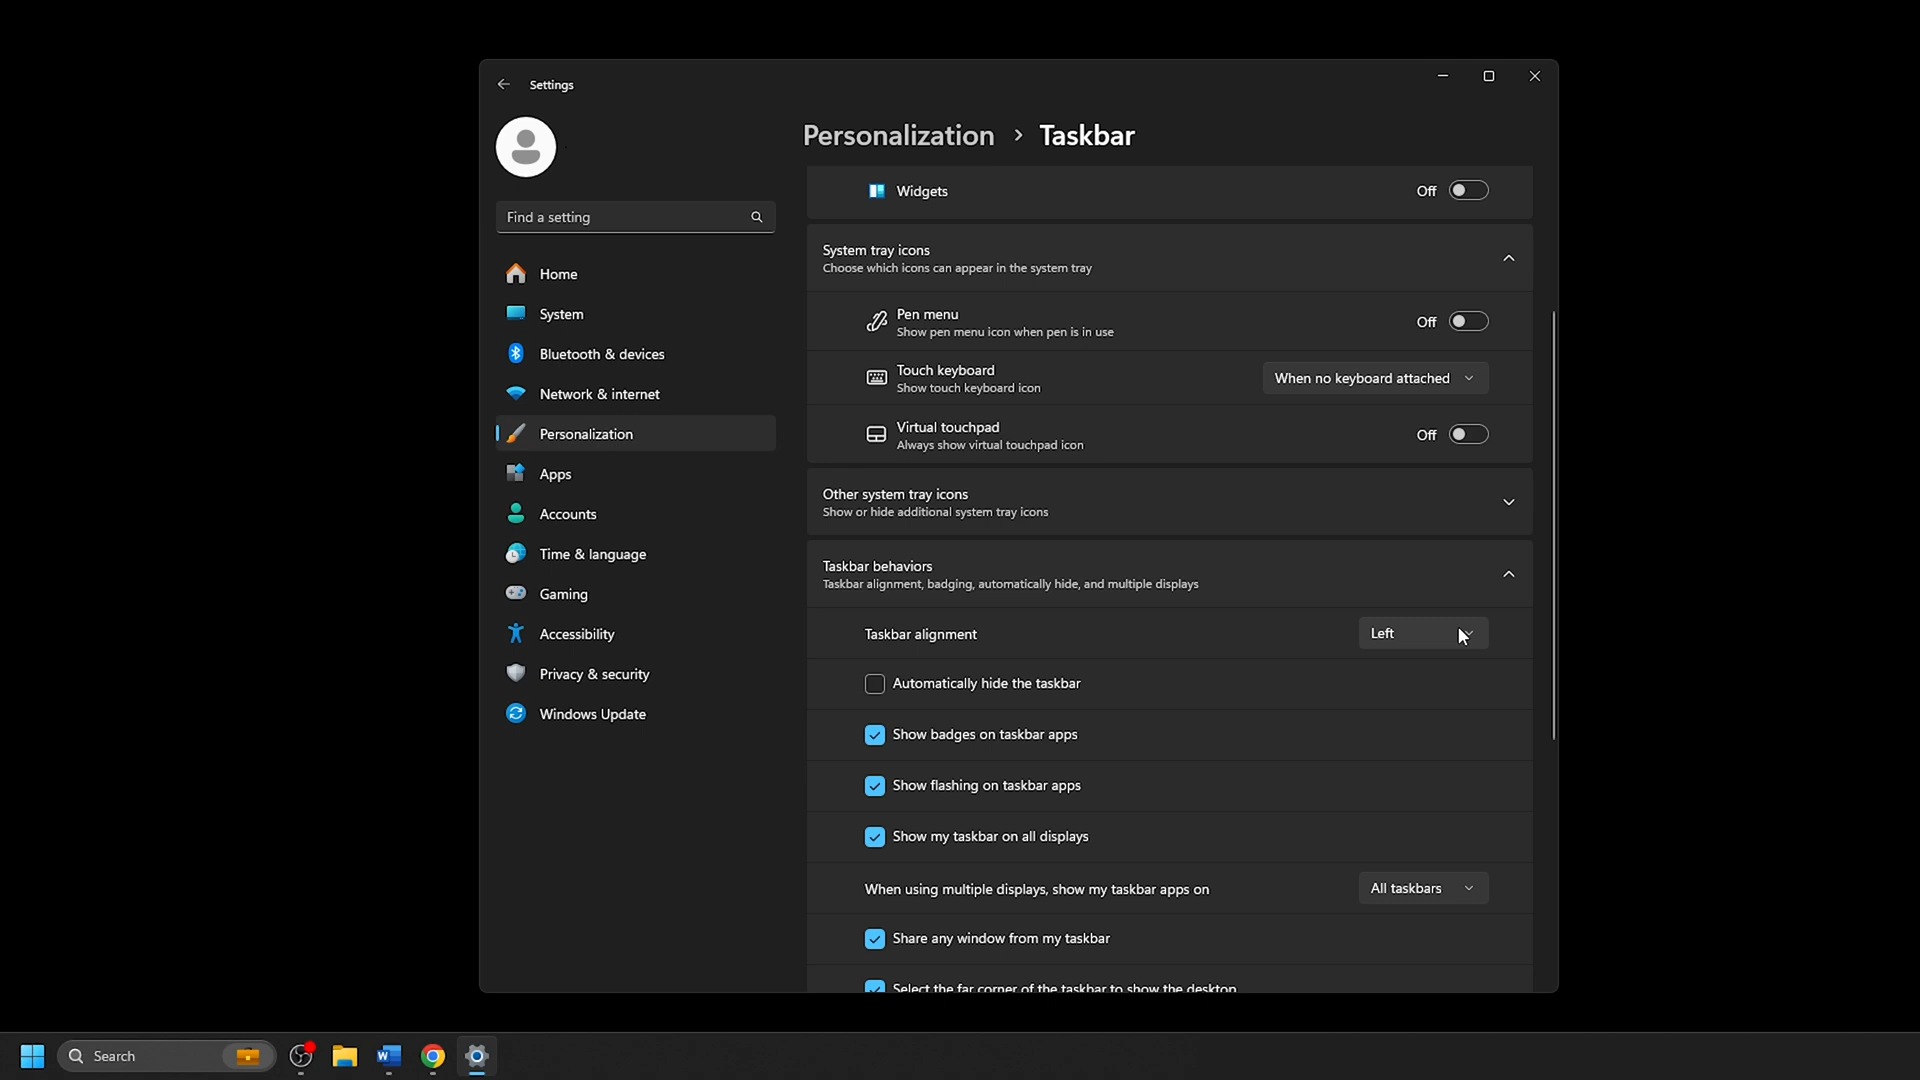 Settings
Personalization > Taskbar
Find a setting
Home
System
Bluetooth & devices
Network & internet
Personalization
Apps
Accounts
Time & language
Gaming
Accessibility
Privacy & security
Windows Update
Widgets
Off
System tray icons
Choose which icons can appear in the system tray
Pen menu
Show pen menu icon when pen is in use
Off
Touch keyboard
Show touch keyboard icon
When no keyboard attached
Virtual touchpad
Always show virtual touchpad icon
Off
Other system tray icons
Show or hide additional system tray icons
Taskbar behaviors
Taskbar alignment, badging, automatically hide, and multiple displays
Taskbar alignment
Left
Automatically hide the taskbar
Show badges on taskbar apps
Show flashing on taskbar apps
Show my taskbar on all displays
When using multiple displays, show my taskbar apps on
All taskbars
Share any window from my taskbar
Select the far corner of the taskbar to show the desktop
Search
W